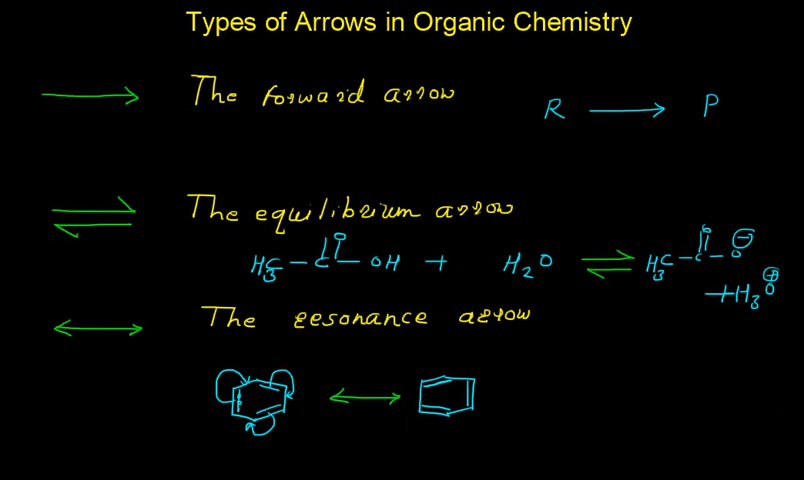 Types of Arrows in Organic Chemistry
The forward arrow
R ⟶ P
The equilibrium arrow
H₃C – C – OH + H₂O ⇌ H₃C – C – O⊖
O
O
+ H₃O⊕
The resonance arrow